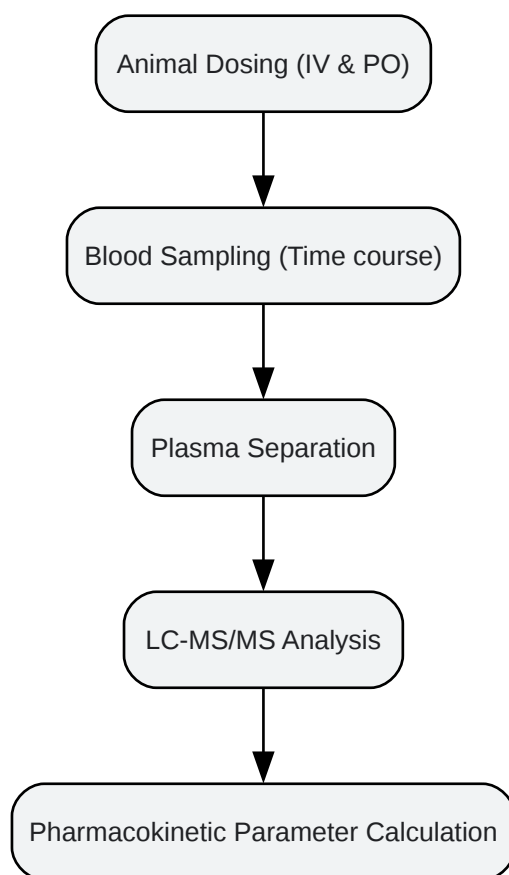 Animal Dosing (IV & PO)
Blood Sampling (Time course)
Plasma Separation
LC-MS/MS Analysis
Pharmacokinetic Parameter Calculation